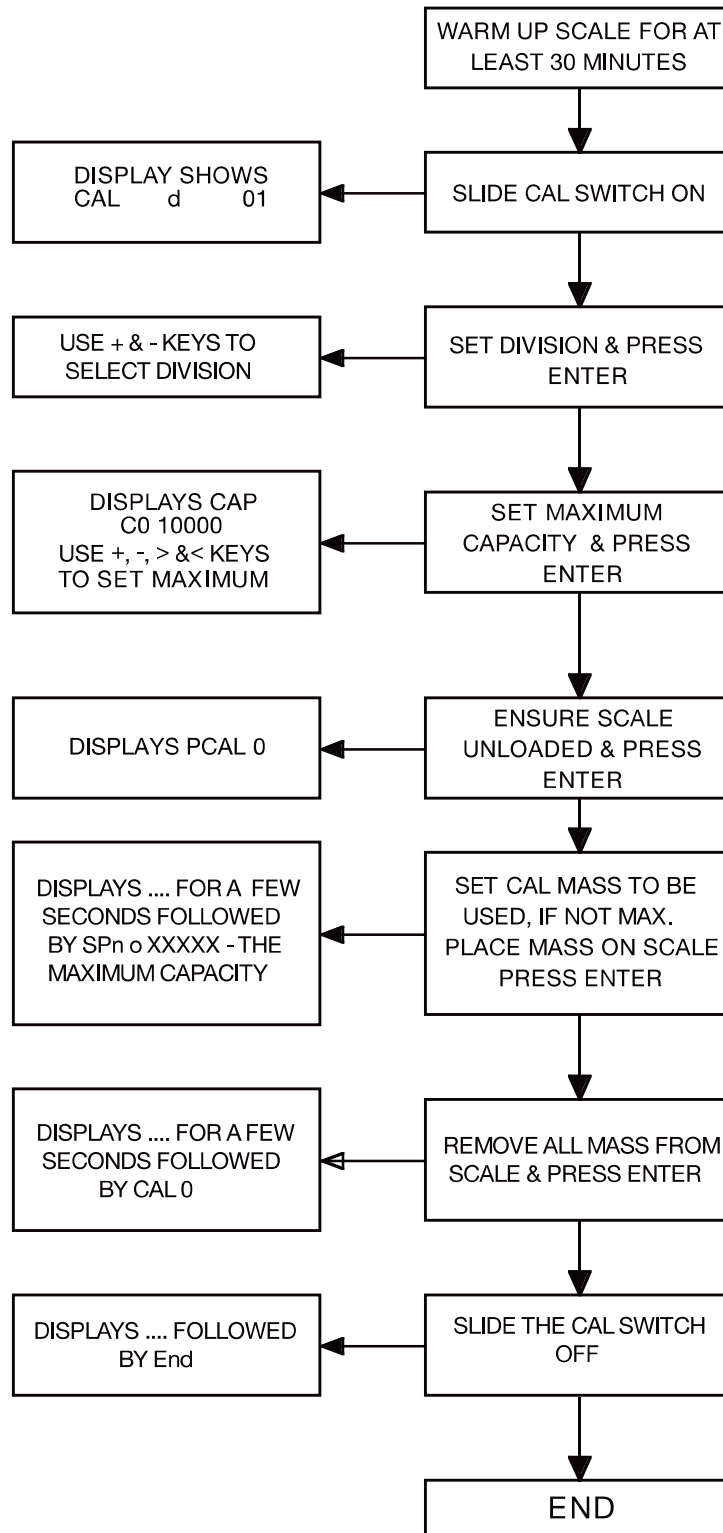 WARM UP SCALE FOR AT
LEAST 30 MINUTES
DISPLAY SHOWS
CAL d 01
SLIDE CAL SWITCH ON
USE + & - KEYS TO
SELECT DIVISION
SET DIVISION & PRESS
ENTER
DISPLAYS CAP
C0 10000
USE +, -, > &< KEYS
TO SET MAXIMUM
SET MAXIMUM
CAPACITY & PRESS
ENTER
DISPLAYS PCAL 0
ENSURE SCALE
UNLOADED & PRESS
ENTER
DISPLAYS .... FOR A FEW
SECONDS FOLLOWED
BY SPn o XXXXX - THE
MAXIMUM CAPACITY
SET CAL MASS TO BE
USED, IF NOT MAX.
PLACE MASS ON SCALE
PRESS ENTER
DISPLAYS .... FOR A FEW
SECONDS FOLLOWED
BY CAL 0
REMOVE ALL MASS FROM
SCALE & PRESS ENTER
DISPLAYS .... FOLLOWED
BY End
SLIDE THE CAL SWITCH
OFF
END